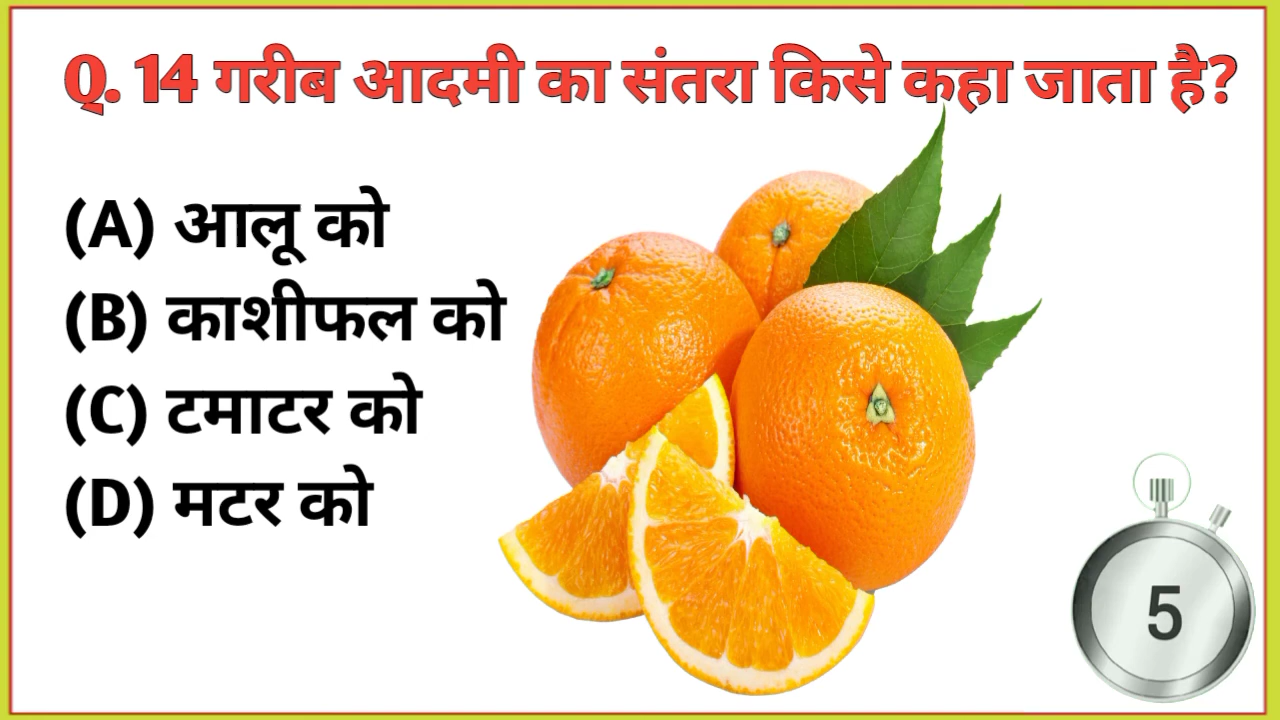 Q. 14 गरीब आदमी का संतरा किसे कहा जाता है?
(A) आलू को
(B) काशीफल को
(C) टमाटर को
(D) मटर को
5